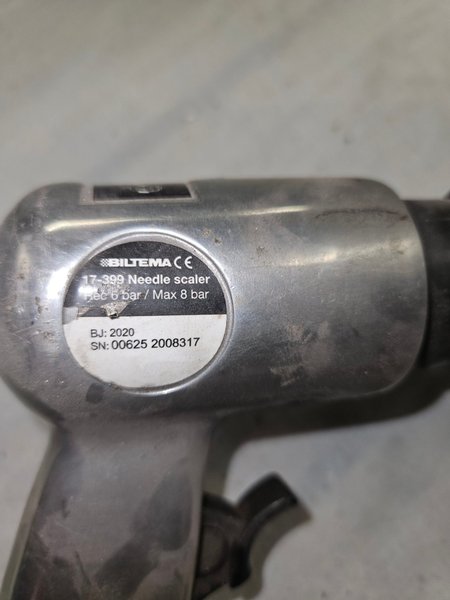 BILTEMA CE
17-399 Needle scaler
Rec 6 bar / Max 8 bar
BJ: 2020
SN: 00625 2008317